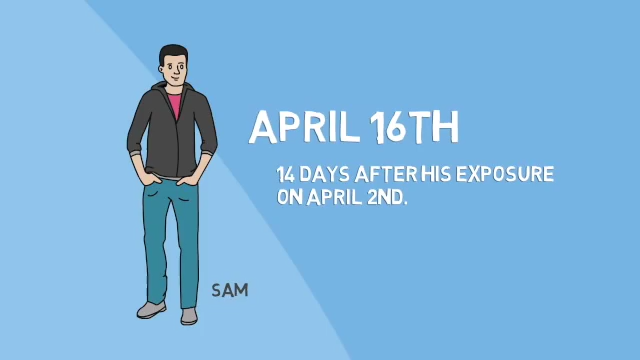 APRIL 16TH
14 DAYS AFTER HIS EXPOSURE
ON APRIL 2ND.
SAM